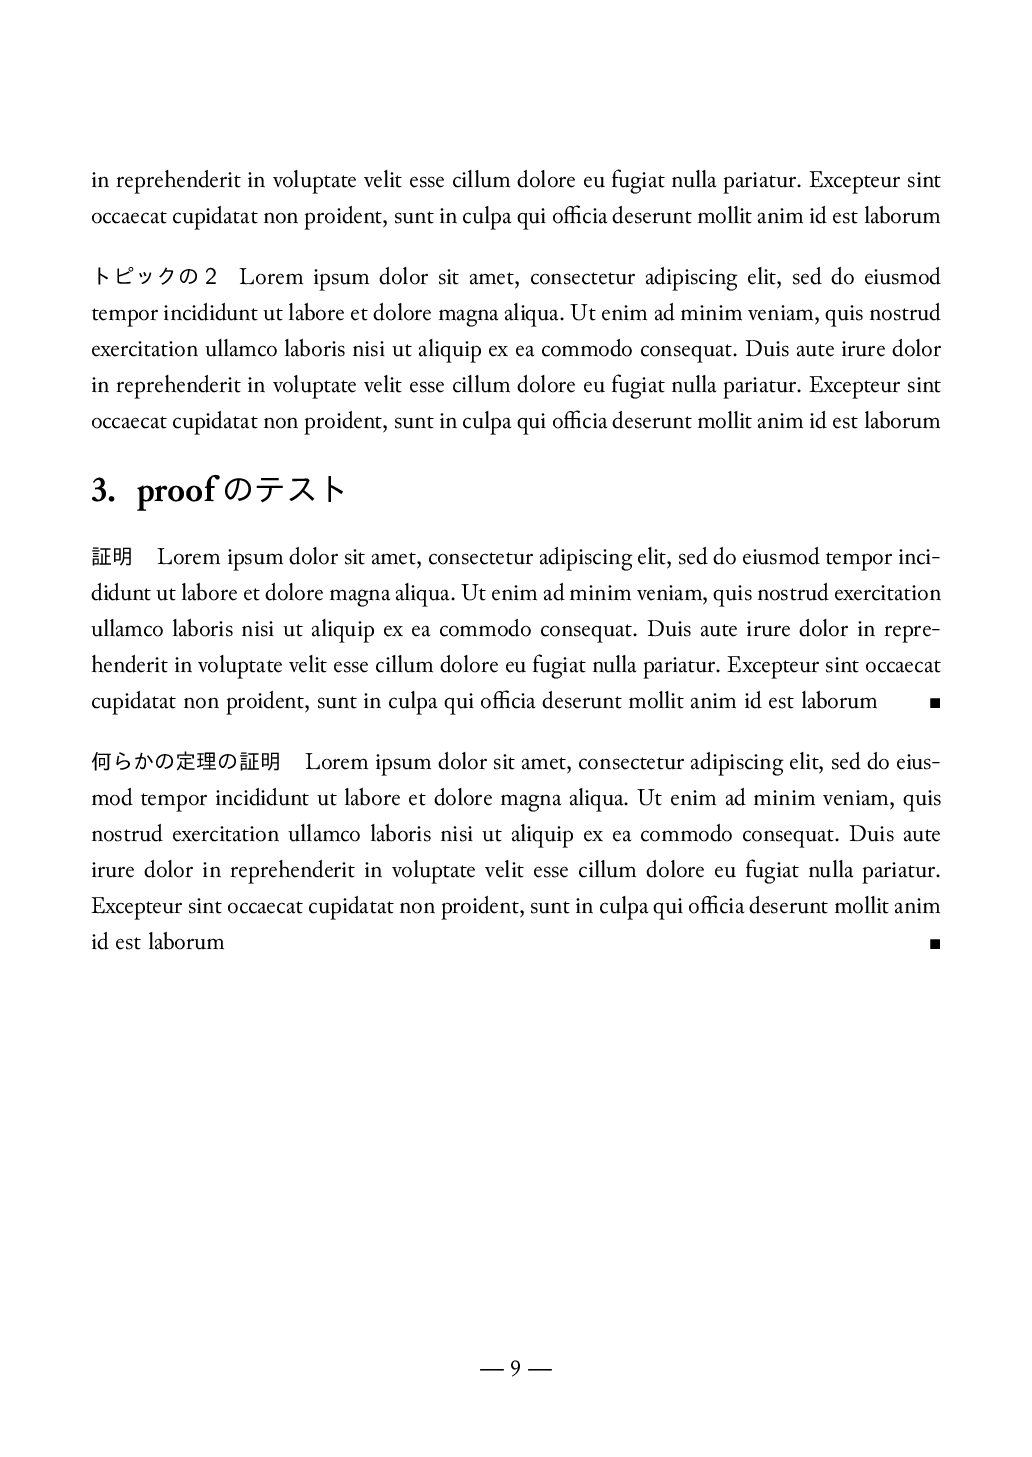 in reprehenderit in voluptate velit esse cillum dolore eu fugiat nulla pariatur. Excepteur sint
occaecat cupidatat non proident, sunt in culpa qui officia deserunt mollit anim id est laborum
トピックの２　Lorem ipsum dolor sit amet, consectetur adipiscing elit, sed do eiusmod
tempor incididunt ut labore et dolore magna aliqua. Ut enim ad minim veniam, quis nostrud
exercitation ullamco laboris nisi ut aliquip ex ea commodo consequat. Duis aute irure dolor
in reprehenderit in voluptate velit esse cillum dolore eu fugiat nulla pariatur. Excepteur sint
occaecat cupidatat non proident, sunt in culpa qui officia deserunt mollit anim id est laborum
3. proofのテスト
証明　Lorem ipsum dolor sit amet, consectetur adipiscing elit, sed do eiusmod tempor inci-
didunt ut labore et dolore magna aliqua. Ut enim ad minim veniam, quis nostrud exercitation
ullamco laboris nisi ut aliquip ex ea commodo consequat. Duis aute irure dolor in repre-
henderit in voluptate velit esse cillum dolore eu fugiat nulla pariatur. Excepteur sint occaecat
cupidatat non proident, sunt in culpa qui officia deserunt mollit anim id est laborum ■
何らかの定理の証明　Lorem ipsum dolor sit amet, consectetur adipiscing elit, sed do eius-
mod tempor incididunt ut labore et dolore magna aliqua. Ut enim ad minim veniam, quis
nostrud exercitation ullamco laboris nisi ut aliquip ex ea commodo consequat. Duis aute
irure dolor in reprehenderit in voluptate velit esse cillum dolore eu fugiat nulla pariatur.
Excepteur sint occaecat cupidatat non proident, sunt in culpa qui officia deserunt mollit anim
id est laborum ■
— 9 —